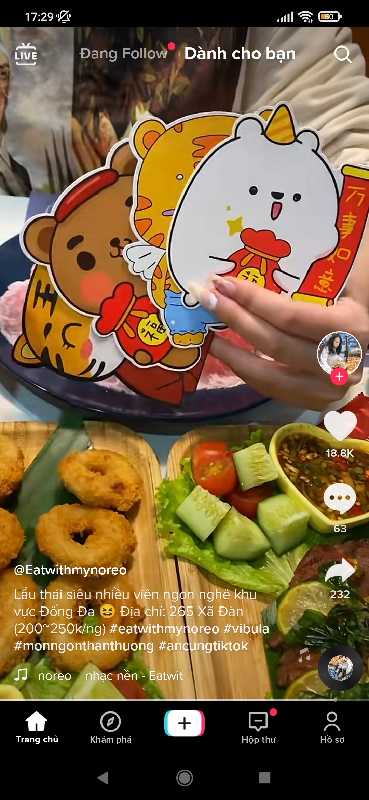 17:29
LIVE
Đang Follow Dành cho bạn
万
事
如
意
王
18.8K
63
232
@Eatwithmynoreo
Lẩu thái siêu nhiều viên ngon nghẻ khu
vực Đống Đa 😆 Địa chỉ: 265 Xã Đàn
(200~250k/ng) #eatwithmynoreo #vibula
#monngonthanthuong #ancungtiktok
noreo nhạc nền - Eatwit
Trang chủ
Khám phá
Hộp thư
Hồ sơ